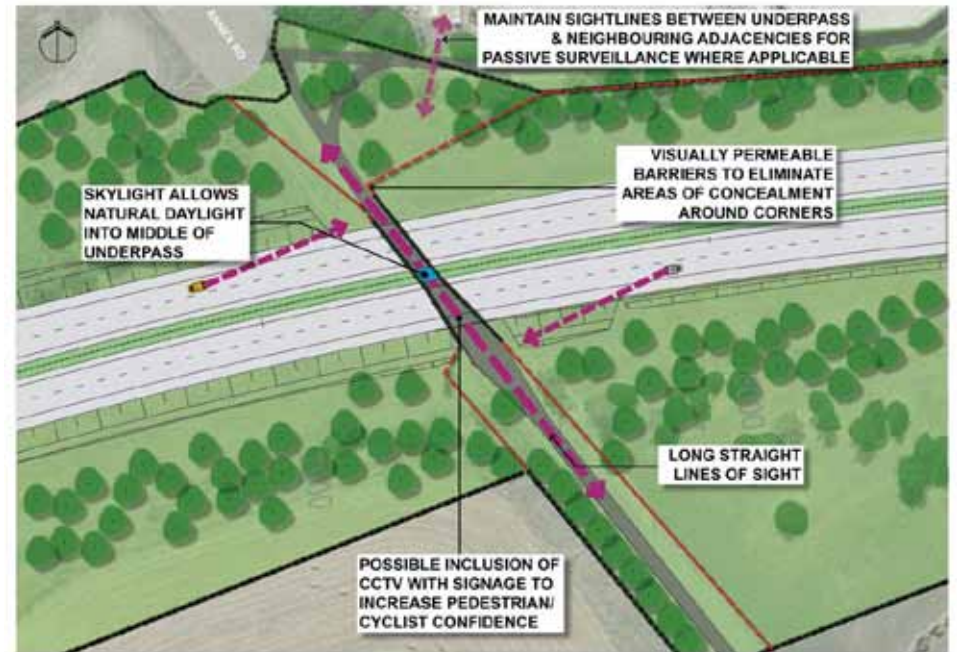 ANNEX RD
MAINTAIN SIGHTLINES BETWEEN UNDERPASS
& NEIGHBOURING ADJACENCIES FOR
PASSIVE SURVEILLANCE WHERE APPLICABLE
VISUALLY PERMEABLE
BARRIERS TO ELIMINATE
AREAS OF CONCEALMENT
AROUND CORNERS
SKYLIGHT ALLOWS
NATURAL DAYLIGHT
INTO MIDDLE OF
UNDERPASS
LONG STRAIGHT
LINES OF SIGHT
POSSIBLE INCLUSION OF
CCTV WITH SIGNAGE TO
INCREASE PEDESTRIAN/
CYCLIST CONFIDENCE